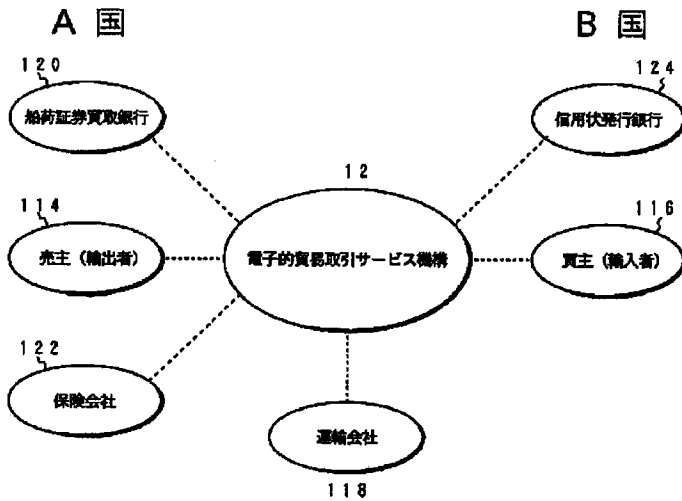 A 国
B 国
120
船荷証券買取銀行
124
信用状発行銀行
12
電子的貿易取引サービス機構
114
売主（輸出者）
116
買主（輸入者）
122
保険会社
運輸会社
118